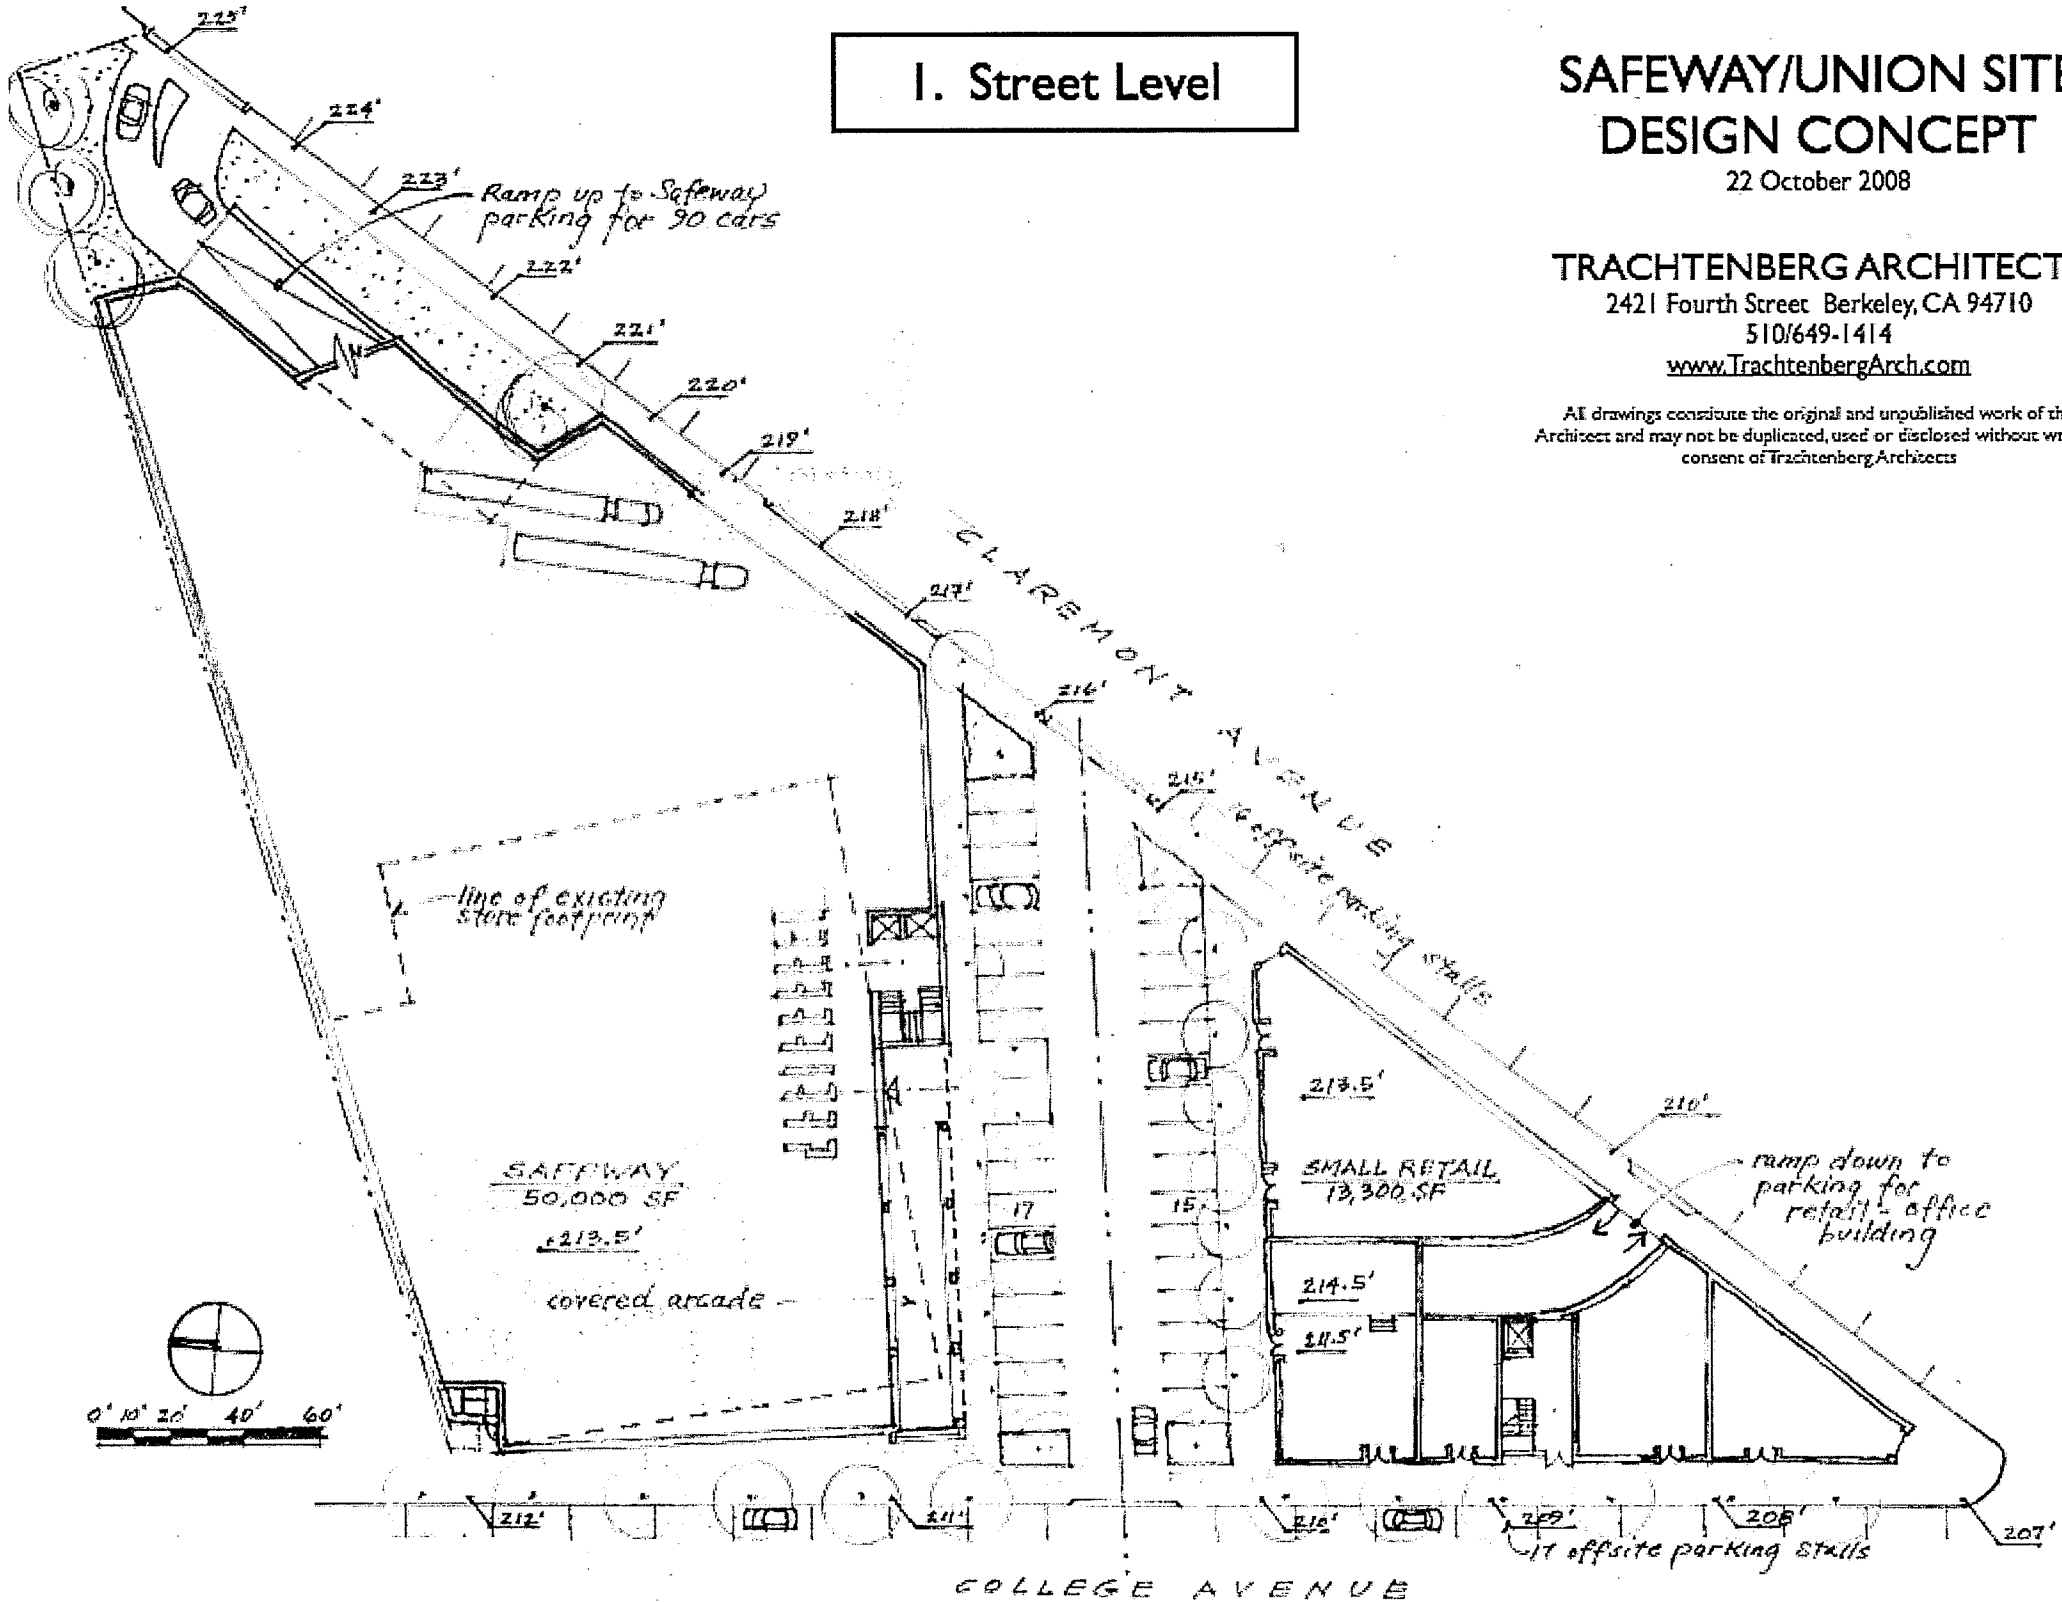 1. Street Level
SAFEWAY/UNION SITE
DESIGN CONCEPT
22 October 2008
TRACHTENBERG ARCHITECT
2421 Fourth Street Berkeley, CA 94710
510/649-1414
www.TrachtenbergArch.com
All drawings constitute the original and unpublished work of th
Architect and may not be duplicated, used or disclosed without wr
consent of Trachtenberg Architects
225'
224'
223'
Ramp up to Safeway
parking for 90 cars
222'
221'
220'
219'
218'
217'
216'
215'
CLAREMONT AVENUE
16 offsite parking stalls
line of existing
store footprint
SAFEWAY
50,000 SF
+213.5'
covered arcade
17
15
213.5'
SMALL RETAIL
13,300 SF
214.5'
211.5'
210'
ramp down to
parking for
retail - office
building
0' 10' 20' 40' 60'
212'
211'
210'
209'
208'
207'
17 offsite parking stalls
COLLEGE AVENUE